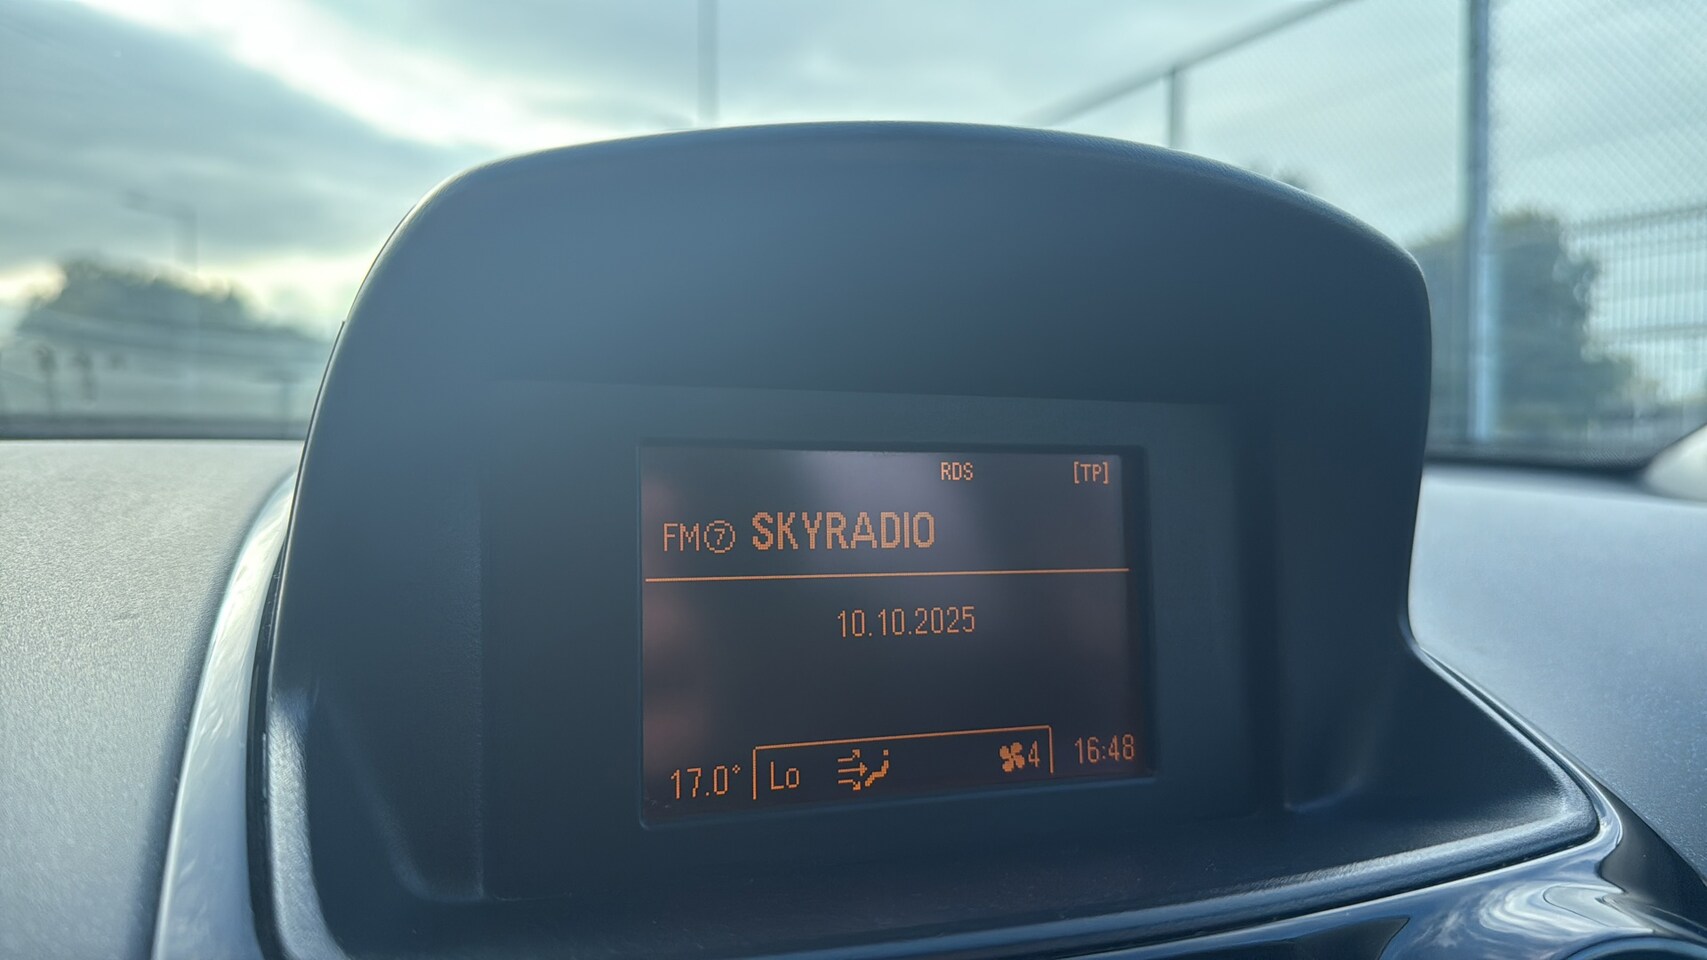 RDS [TP]
FM⑦ SKYRADIO
10.10.2025
17.0° Lo 4 16:48